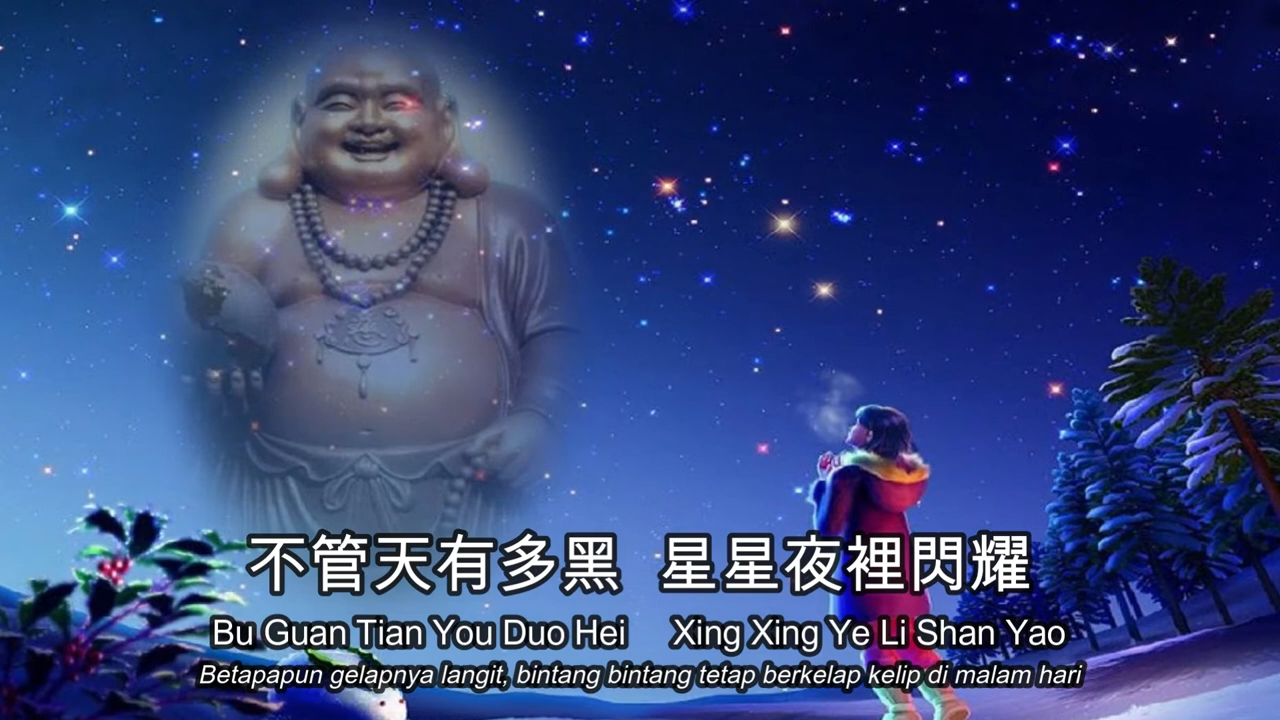 不管天有多黑 星星夜裡閃耀
Bu Guan Tian You Duo Hei Xing Xing Ye Li Shan Yao
Betapapun gelapnya langit, bintang bintang tetap berkelap kelip di malam hari